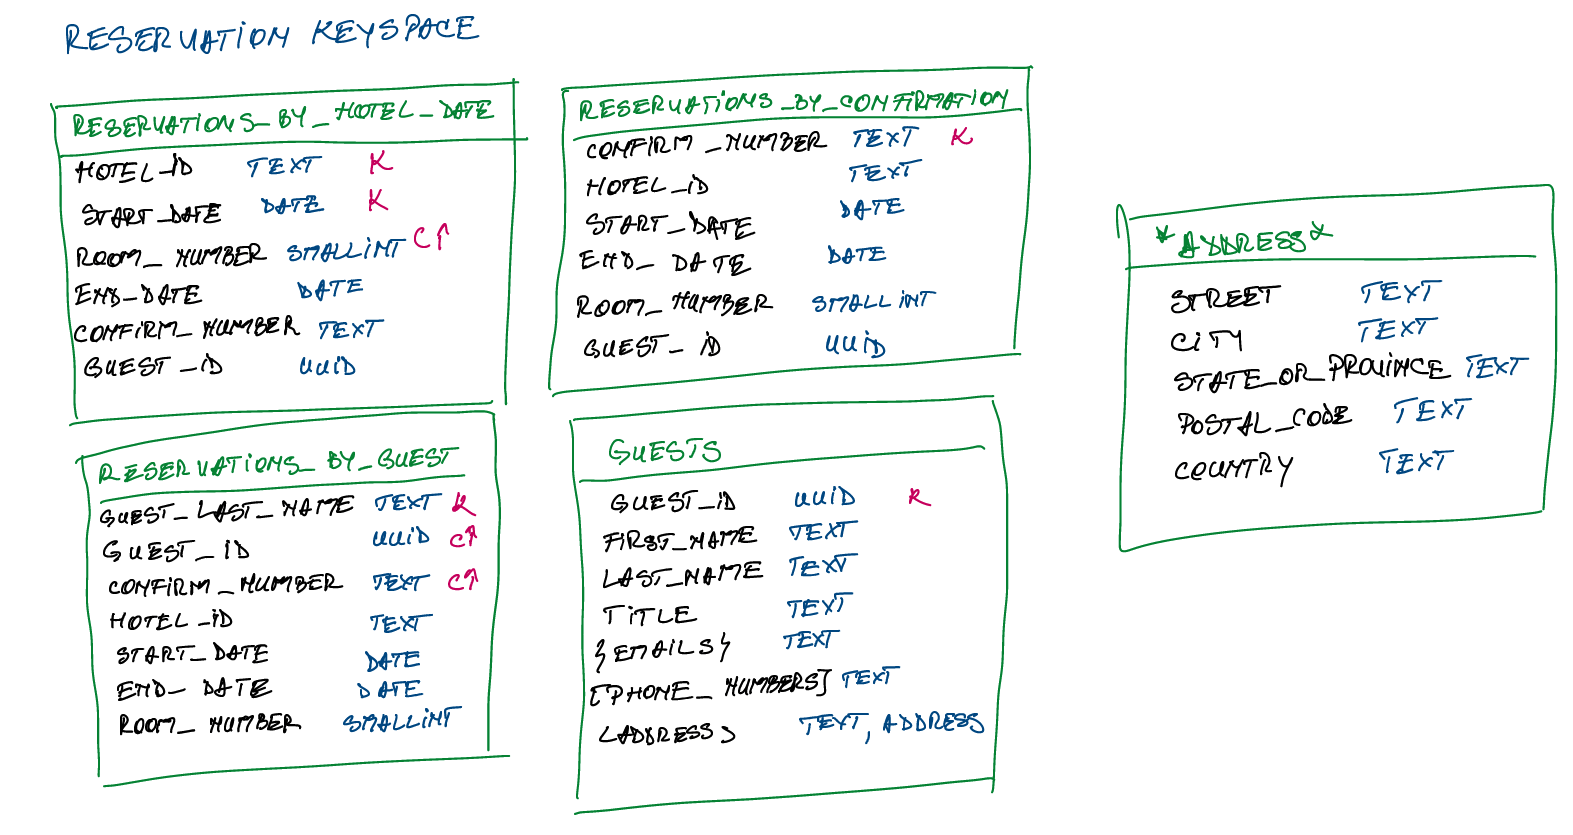 RESERVATION KEYSPACE
RESERVATIONS_BY_HOTEL_DATE
HOTEL_ID TEXT K
START_DATE DATE K
ROOM_NUMBER SMALLINT C↑
END_DATE DATE
CONFIRM_NUMBER TEXT
GUEST_ID UUID
RESERVATIONS_BY_CONFIRMATION
CONFIRM_NUMBER TEXT K
HOTEL_ID TEXT
START_DATE DATE
END_DATE DATE
ROOM_NUMBER SMALLINT
GUEST_ID UUID
*ADDRESS*
STREET TEXT
CITY TEXT
STATE_OR_PROVINCE TEXT
POSTAL_CODE TEXT
COUNTRY TEXT
RESERVATIONS_BY_GUEST
GUEST_LAST_NAME TEXT K
GUEST_ID UUID C↑
CONFIRM_NUMBER TEXT C↑
HOTEL_ID TEXT
START_DATE DATE
END_DATE DATE
ROOM_NUMBER SMALLINT
GUESTS
GUEST_ID UUID K
FIRST_NAME TEXT
LAST_NAME TEXT
TITLE TEXT
{EMAILS} TEXT
[PHONE_NUMBERS] TEXT
<ADDRESS> TEXT, ADDRESS